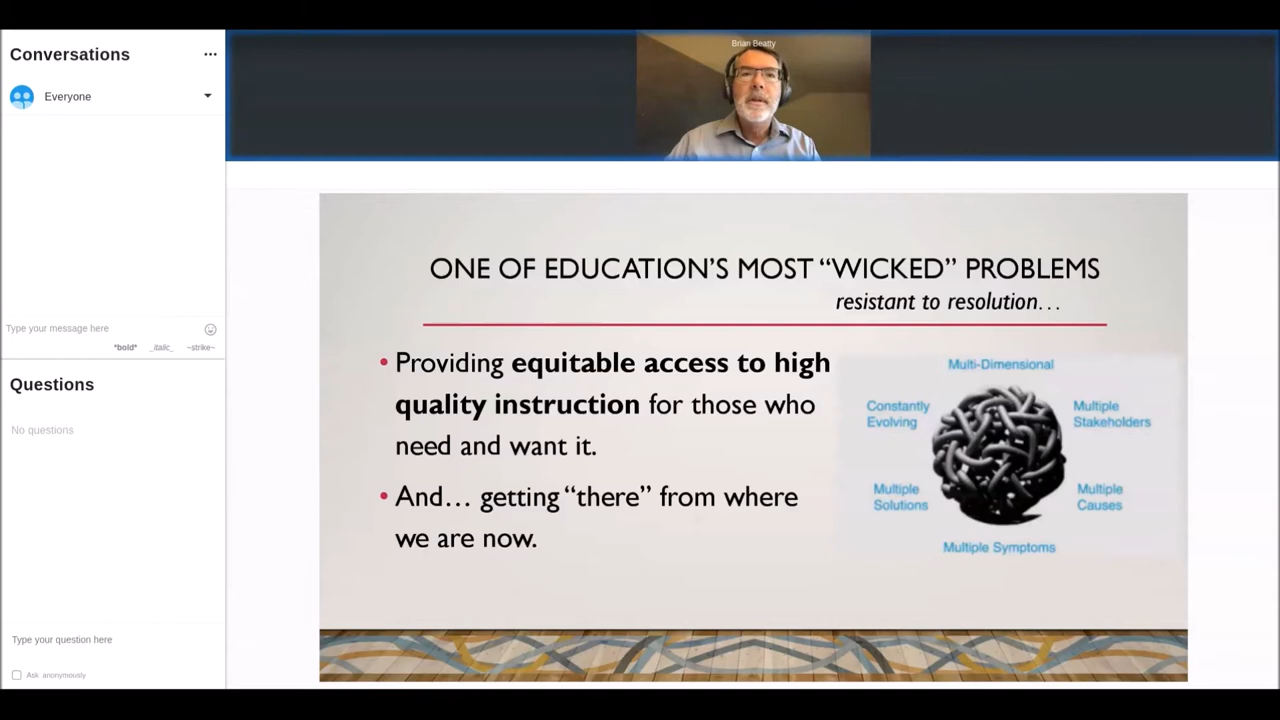 Conversations
...
Everyone
Type your message here
*bold* _italic_ ~strike~
Questions
No questions
Type your question here
Ask anonymously
Brian Beatty
ONE OF EDUCATION’S MOST “WICKED” PROBLEMS
resistant to resolution…
• Providing equitable access to high
quality instruction for those who
need and want it.
• And… getting “there” from where
we are now.
Multi-Dimensional
Constantly
Evolving
Multiple
Stakeholders
Multiple
Solutions
Multiple
Causes
Multiple Symptoms